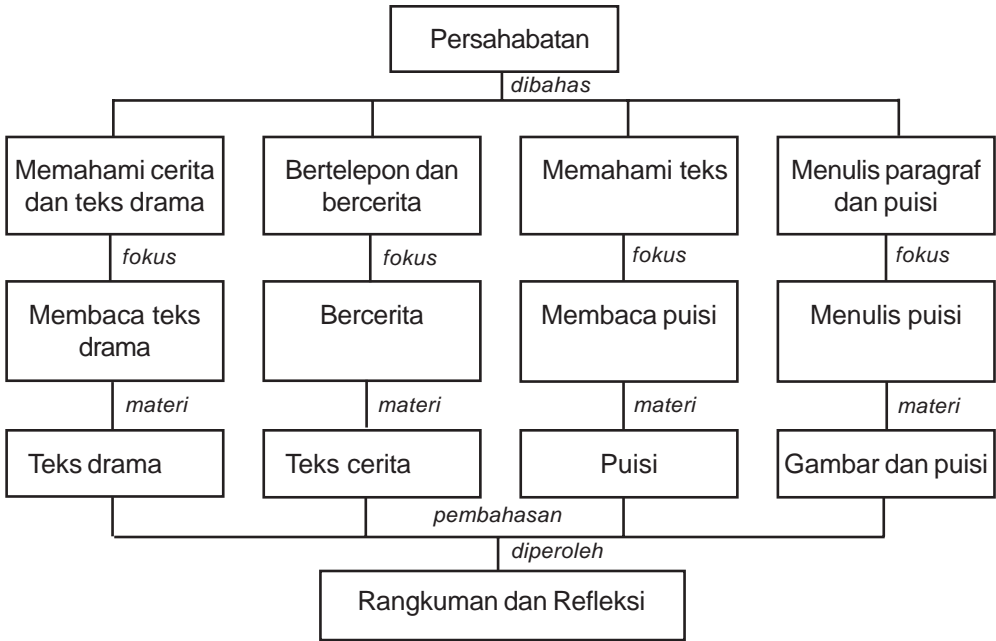 Persahabatan
dibahas
Memahami cerita
dan teks drama
Bertelepon dan
bercerita
Memahami teks
Menulis paragraf
dan puisi
fokus
fokus
fokus
fokus
Membaca teks
drama
Bercerita
Membaca puisi
Menulis puisi
materi
materi
materi
materi
Teks drama
Teks cerita
Puisi
Gambar dan puisi
pembahasan
diperoleh
Rangkuman dan Refleksi